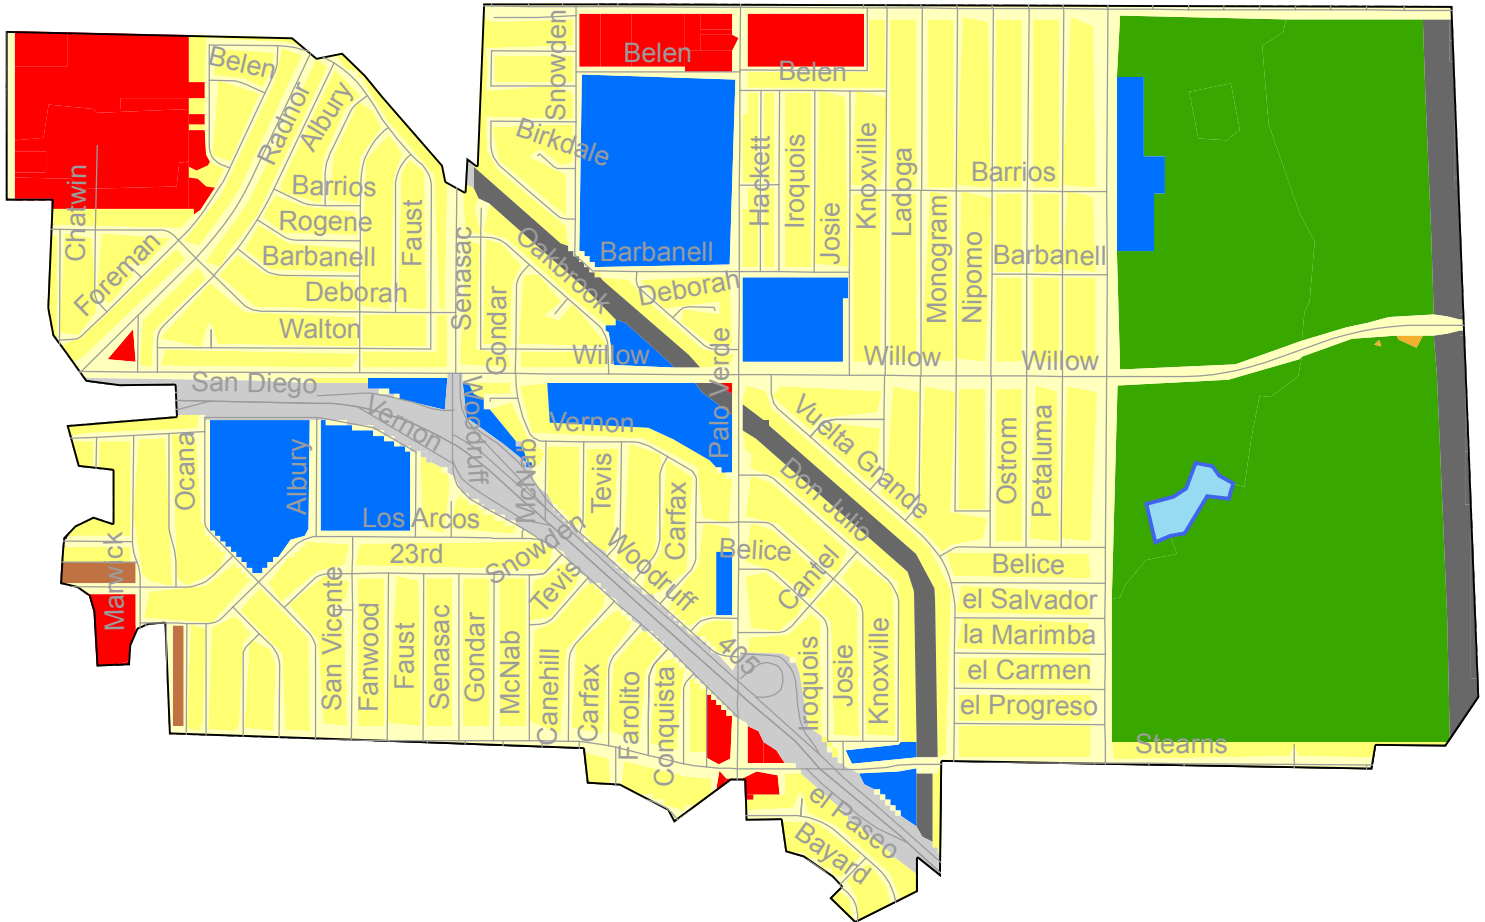 Belen
Snowden
Belen
Belen
Radnor
Albury
Birkdale
Chatwin
Barrios
Rogene
Barbanell
Deborah
Walton
Faust
Foreman
Senasac
Gondar
Oakbrook
Barbanell
Deborah
Hackett
Iroquois
Josie
Knoxville
Ladoga
Monogram
Nipomo
Barrios
Barbanell
Willow
Palo Verde
Willow
Willow
San Diego
Vernon
Woodruff
McNab
Vernon
Vuelta Grande
Ocana
Albury
Los Arcos
23rd
Snowden
Tevis
Tevis
Carfax
Woodruff
Belice
Cantel
Don Julio
Ostrom
Petaluma
Belice
el Salvador
la Marimba
el Carmen
el Progreso
Stearns
Marwick
San Vicente
Fanwood
Faust
Senasac
Gondar
McNab
Canehill
Carfax
Farolito
Conquista
405
Iroquois
Josie
Knoxville
el Paseo
Bayard